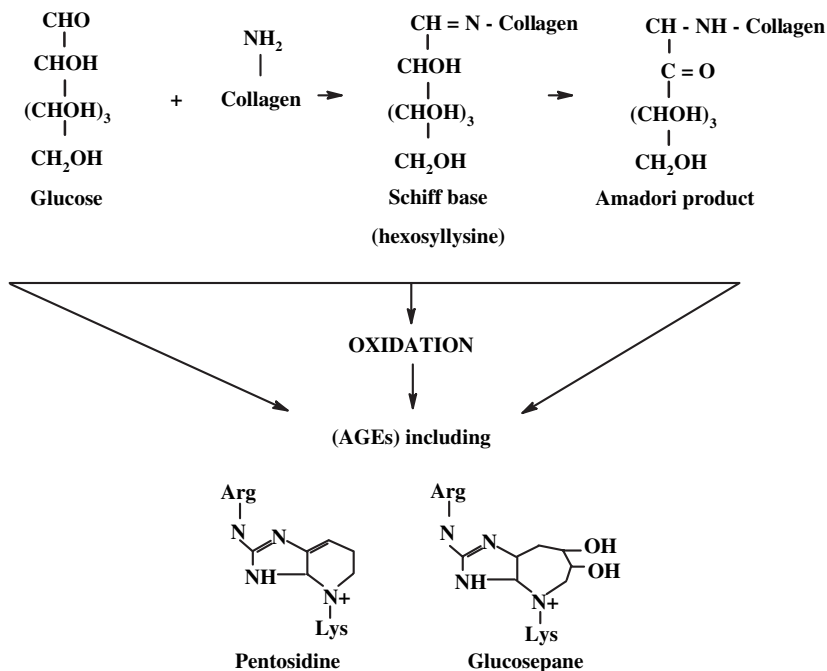 CHO
CHOH
(CHOH)₃
CH₂OH
Glucose
+
NH₂
Collagen
CH = N - Collagen
CHOH
(CHOH)₃
CH₂OH
Schiff base
(hexosyllysine)
CH - NH - Collagen
C = O
(CHOH)₃
CH₂OH
Amadori product
OXIDATION
(AGEs) including
Arg
N
N
NH
N+
Lys
Pentosidine
Arg
N
N
NH
OH
OH
N+
Lys
Glucosepane